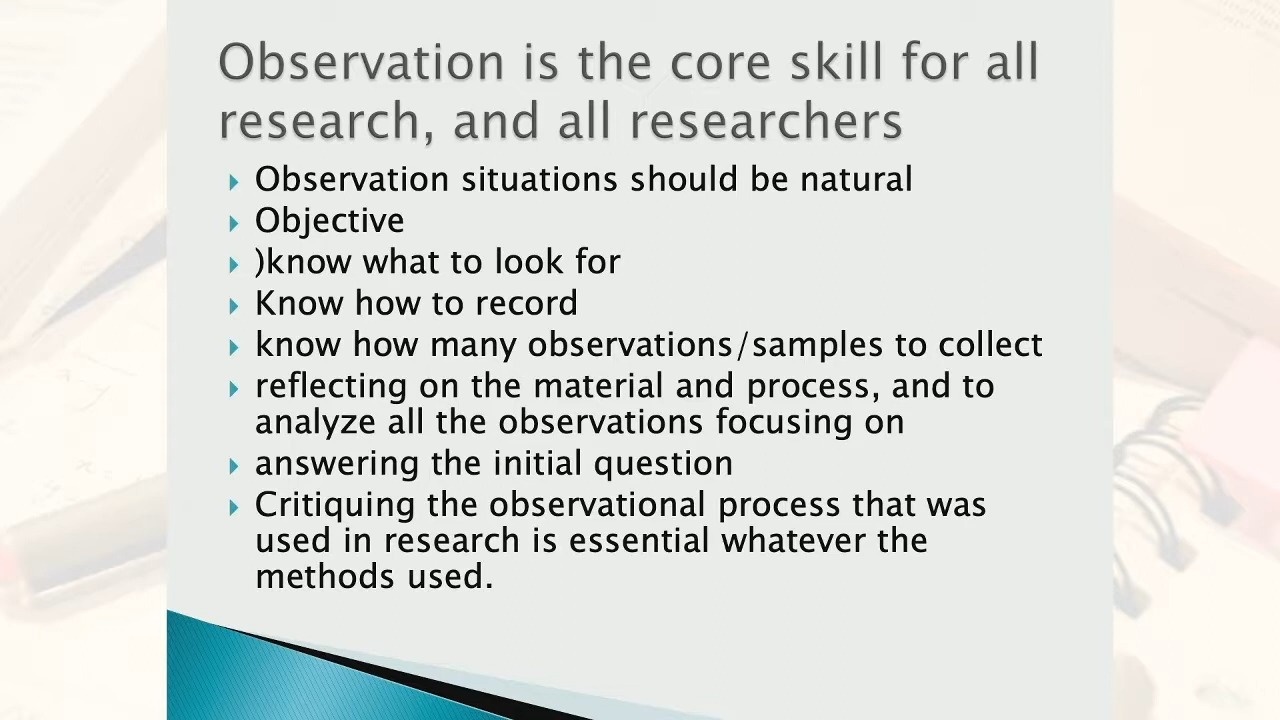 Observation is the core skill for all
research, and all researchers
Observation situations should be natural
Objective
)know what to look for
Know how to record
know how many observations/samples to collect
reflecting on the material and process, and to
analyze all the observations focusing on
answering the initial question
Critiquing the observational process that was
used in research is essential whatever the
methods used.